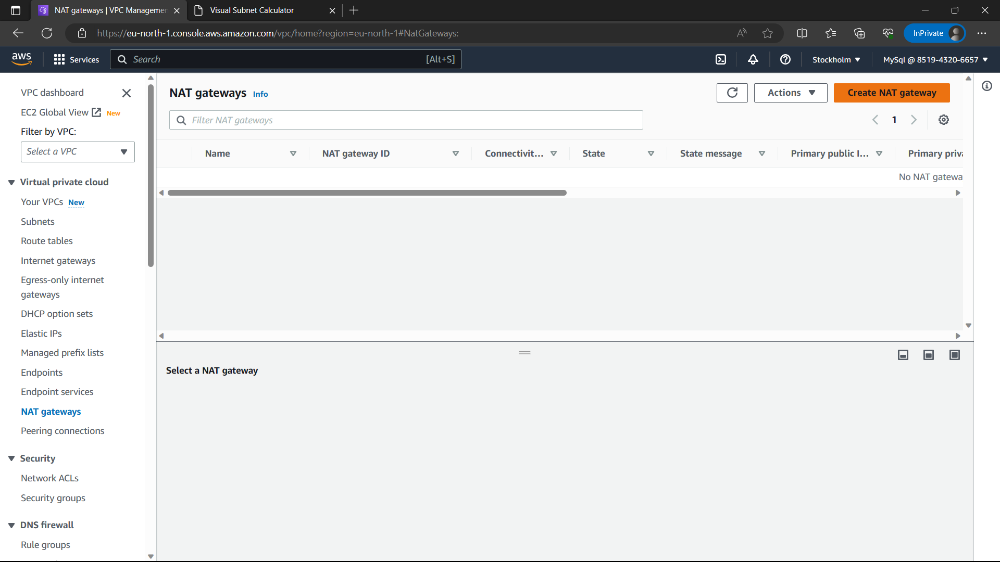 NAT gateways | VPC Managemen
Visual Subnet Calculator
https://eu-north-1.console.aws.amazon.com/vpc/home?region=eu-north-1#NatGateways:
InPrivate
aws
Services
Search
[Alt+S]
Stockholm
MySql @ 8519-4320-6657
VPC dashboard
EC2 Global View New
Filter by VPC:
Select a VPC
Virtual private cloud
Your VPCs New
Subnets
Route tables
Internet gateways
Egress-only internet
gateways
DHCP option sets
Elastic IPs
Managed prefix lists
Endpoints
Endpoint services
NAT gateways
Peering connections
Security
Network ACLs
Security groups
DNS firewall
Rule groups
NAT gateways Info
Actions
Create NAT gateway
Filter NAT gateways
1
Name
NAT gateway ID
Connectivit...
State
State message
Primary public I...
Primary priva
No NAT gatewa
Select a NAT gateway